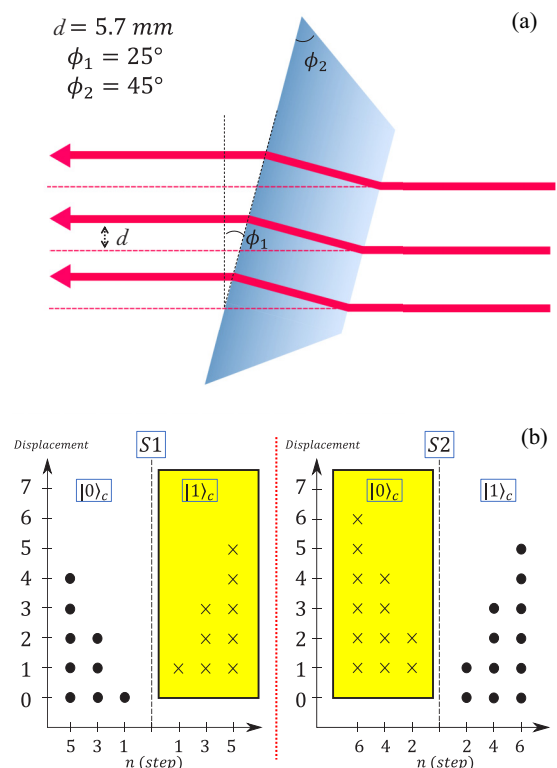 (a)
d = 5.7 mm
ϕ₁ = 25°
ϕ₂ = 45°
ϕ₂
d
ϕ₁
(b)
Displacement
S1
|0⟩c
|1⟩c
7
6
5
4
3
2
1
0
5 3 1 1 3 5
n (step)
Displacement
S2
|0⟩c
|1⟩c
7
6
5
4
3
2
1
0
6 4 2 2 4 6
n (step)